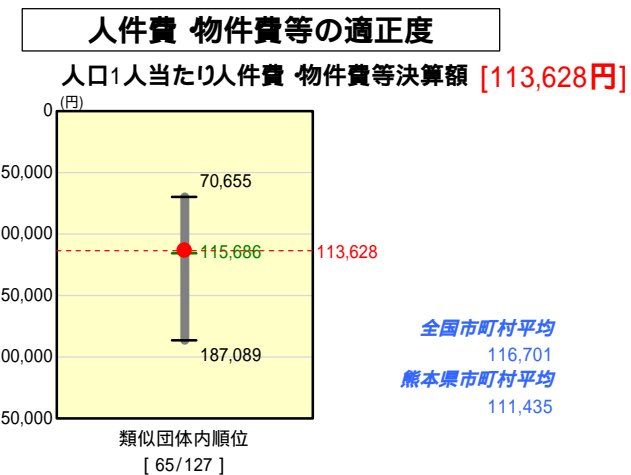 人件費･物件費等の適正度
人口1人当たり人件費･物件費等決算額 [113,628円]
(円)
0
50,000
00,000
50,000
00,000
50,000
70,655
115,686
113,628
187,089
全国市町村平均
116,701
熊本県市町村平均
111,435
類似団体内順位
[ 65/127 ]